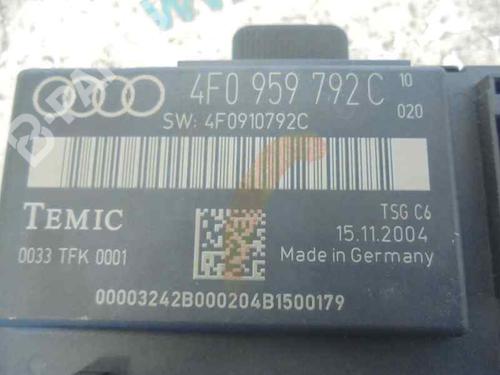 4F0 959 792 C 10
020
SW: 4F0910792C
TEMIC
TSG C6
15.11.2004
0033 TFK 0001
Made in Germany
00003242B000204B1500179
B-PARTS